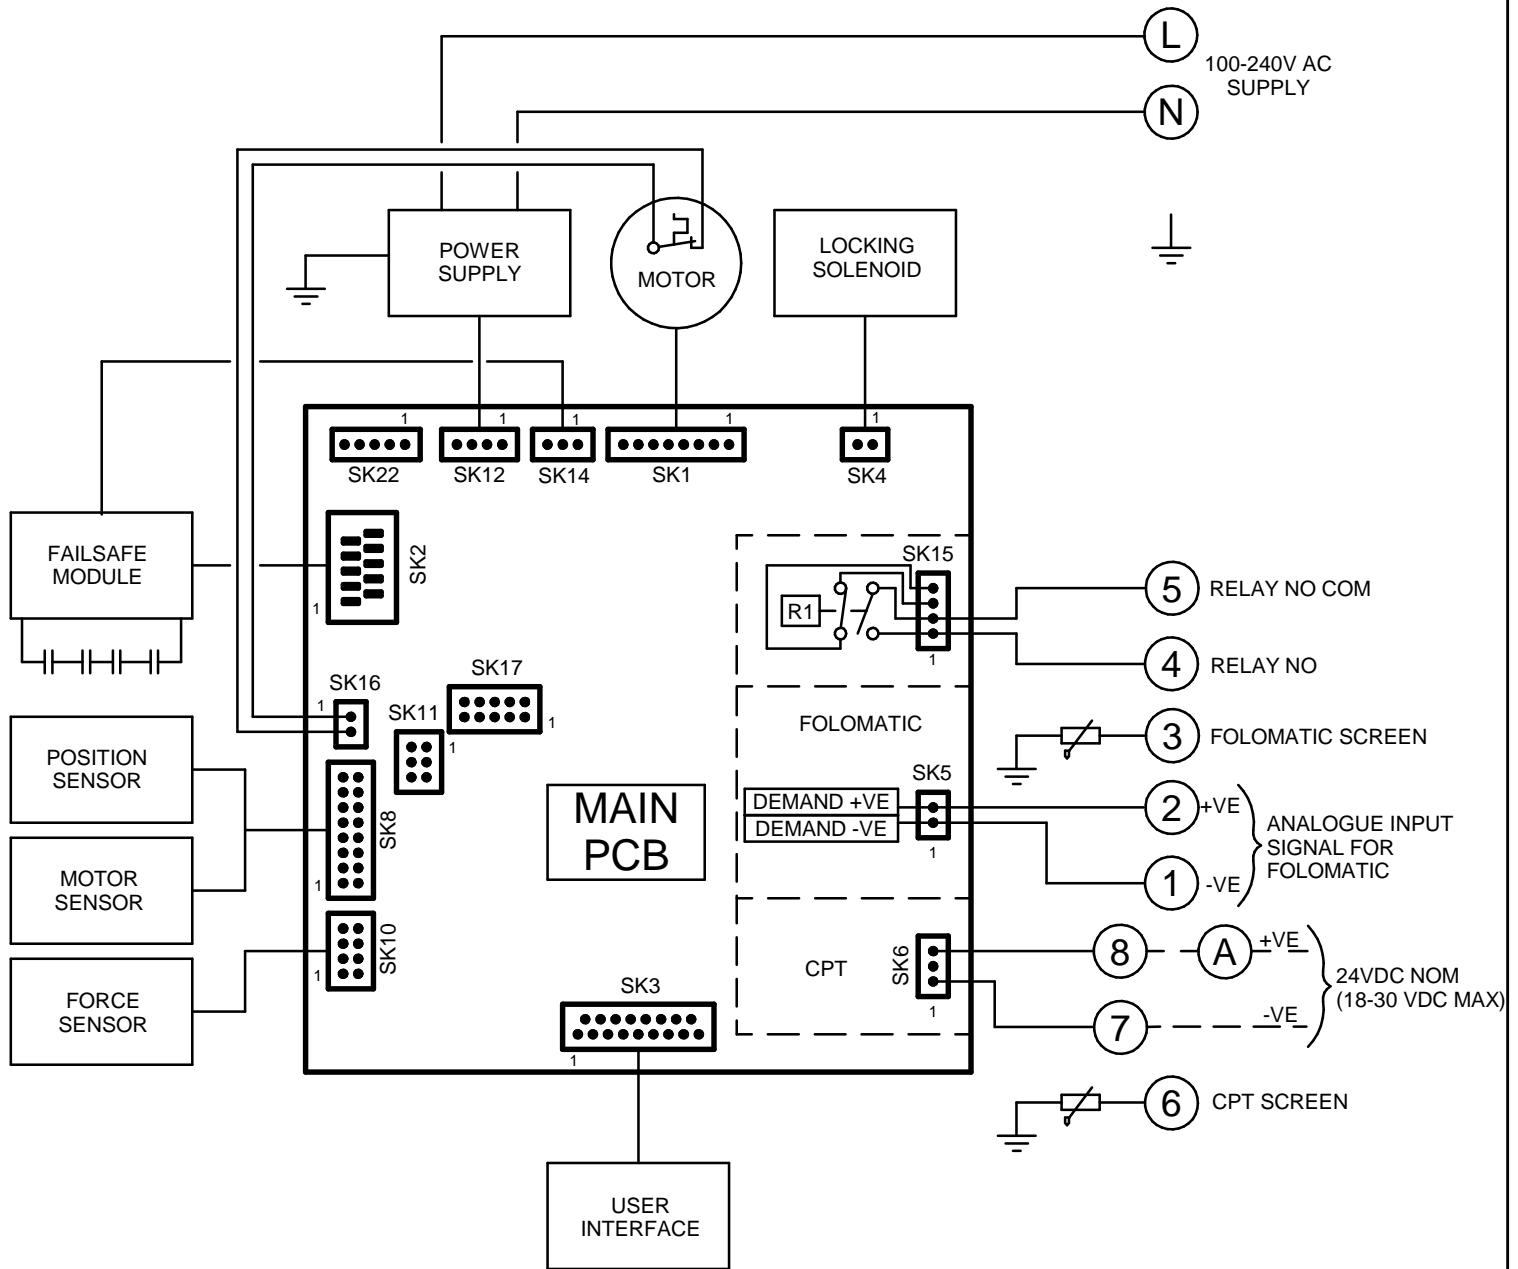 L
100-240V AC
SUPPLY
N
POWER
SUPPLY
MOTOR
LOCKING
SOLENOID
1
1
1
1
1
SK22
SK12
SK14
SK1
SK4
FAILSAFE
MODULE
SK2
1
SK15
R1
1
5
RELAY NO COM
4
RELAY NO
SK16
1
SK17
1
SK11
1
FOLOMATIC
3
FOLOMATIC SCREEN
POSITION
SENSOR
SK8
1
MAIN
PCB
SK5
DEMAND +VE
DEMAND -VE
1
2
+VE
1
-VE
ANALOGUE INPUT
SIGNAL FOR
FOLOMATIC
MOTOR
SENSOR
SK10
1
CPT
SK6
1
8
A
+VE
7
-VE
24VDC NOM
(18-30 VDC MAX)
FORCE
SENSOR
SK3
1
6
CPT SCREEN
USER
INTERFACE